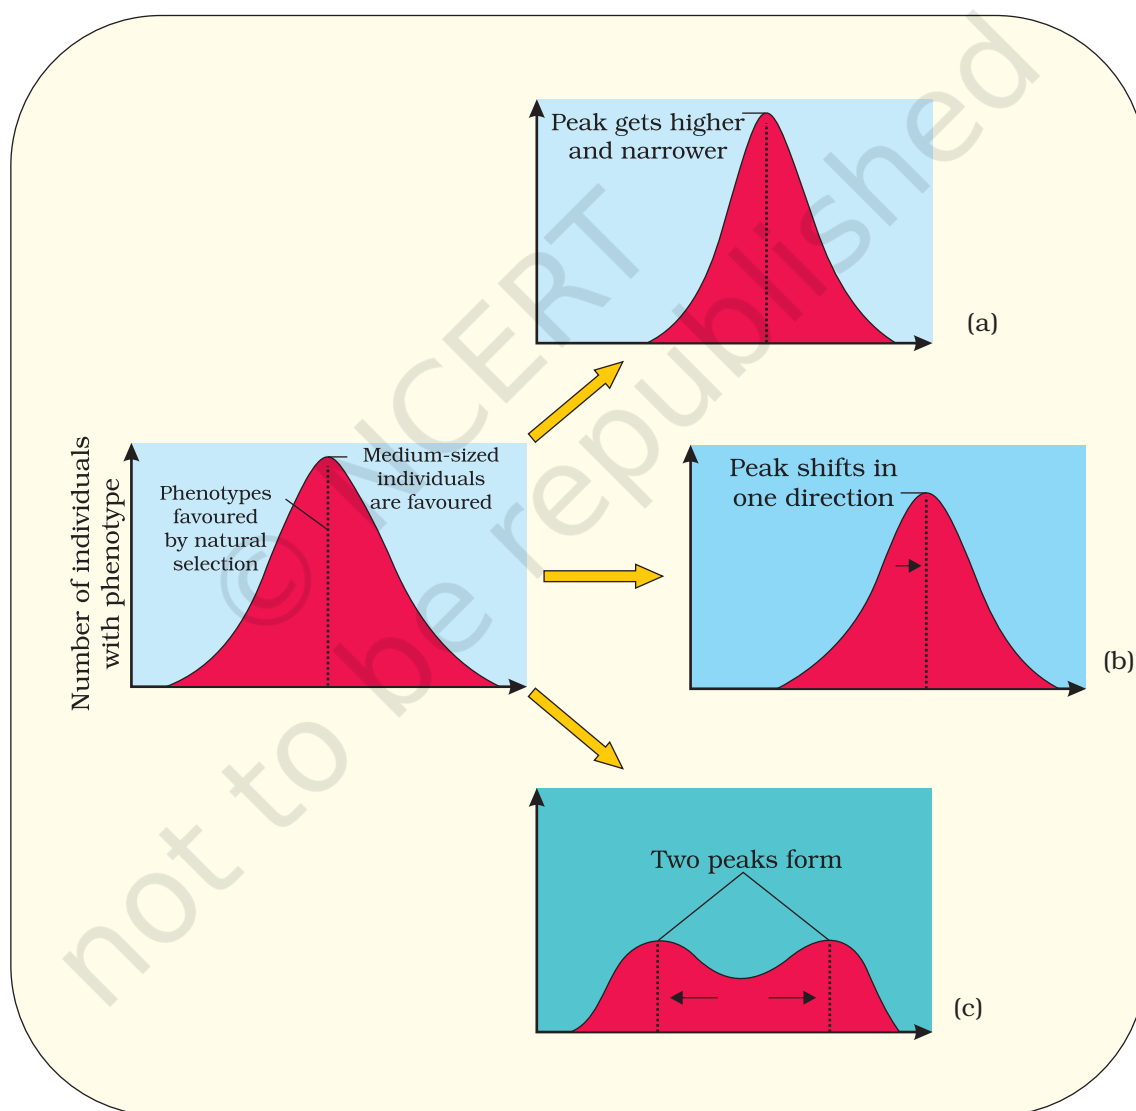 Peak gets higher
and narrower
(a)
Number of individuals
with phenotype
Phenotypes
favoured
by natural
selection
Medium-sized
individuals
are favoured
Peak shifts in
one direction
(b)
Two peaks form
(c)
© NCERT
not to be republished